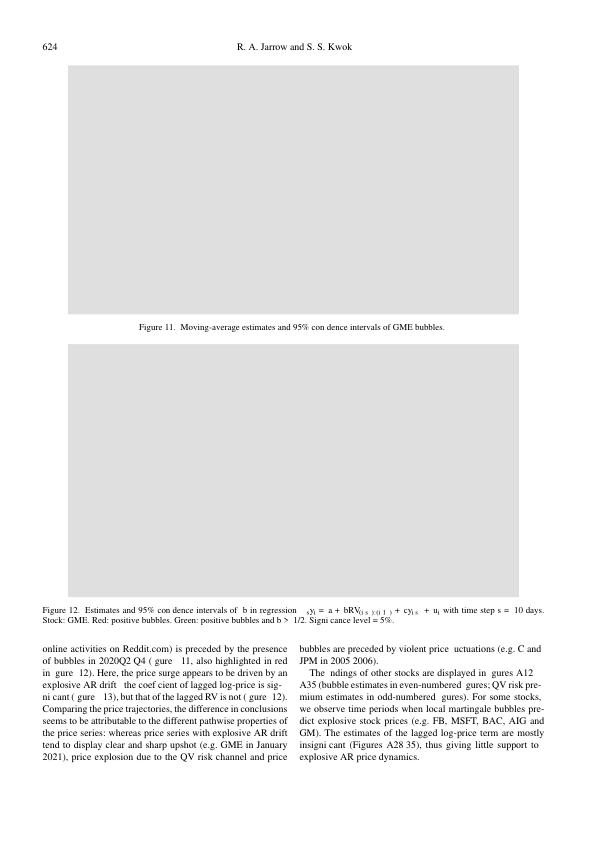 624
R. A. Jarrow and S. S. Kwok
Figure 11. Moving-average estimates and 95% con dence intervals of GME bubbles.
Figure 12. Estimates and 95% con dence intervals of b in regression syi = a + bRV(i s ):(i 1 ) + cyi s + ui with time step s = 10 days.
Stock: GME. Red: positive bubbles. Green: positive bubbles and b > 1/2. Signi cance level = 5%.
online activities on Reddit.com) is preceded by the presence
of bubbles in 2020Q2 Q4 ( gure 11, also highlighted in red
in gure 12). Here, the price surge appears to be driven by an
explosive AR drift the coef cient of lagged log-price is sig-
ni cant ( gure 13), but that of the lagged RV is not ( gure 12).
Comparing the price trajectories, the difference in conclusions
seems to be attributable to the different pathwise properties of
the price series: whereas price series with explosive AR drift
tend to display clear and sharp upshot (e.g. GME in January
2021), price explosion due to the QV risk channel and price
bubbles are preceded by violent price uctuations (e.g. C and
JPM in 2005 2006).
The ndings of other stocks are displayed in gures A12
A35 (bubble estimates in even-numbered gures; QV risk pre-
mium estimates in odd-numbered gures). For some stocks,
we observe time periods when local martingale bubbles pre-
dict explosive stock prices (e.g. FB, MSFT, BAC, AIG and
GM). The estimates of the lagged log-price term are mostly
insigni cant (Figures A28 35), thus giving little support to
explosive AR price dynamics.